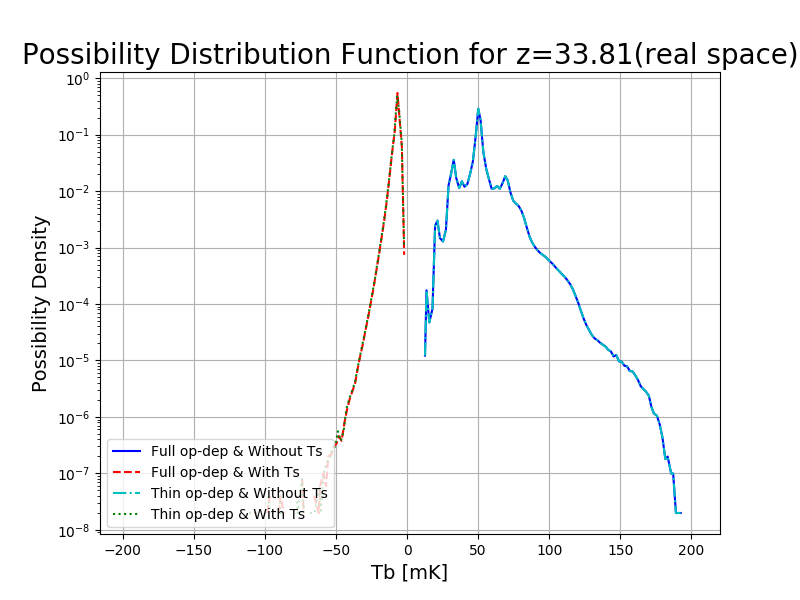 Possibility Distribution Function for z=33.81(real space)
10⁰
10⁻¹
10⁻²
10⁻³
10⁻⁴
10⁻⁵
10⁻⁶
10⁻⁷
10⁻⁸
Possibility Density
Full op-dep & Without Ts
Full op-dep & With Ts
Thin op-dep & Without Ts
Thin op-dep & With Ts
−200 −150 −100 −50 0 50 100 150 200
Tb [mK]